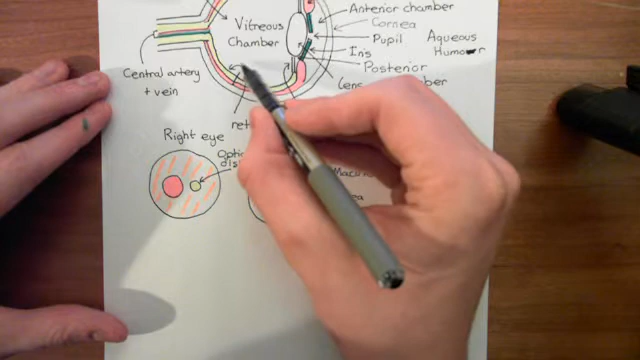 Vitreous
Chamber
Anterior chamber
Cornea
Pupil
Iris
Aqueous
Humour
Posterior
Central artery
+ vein
Right eye